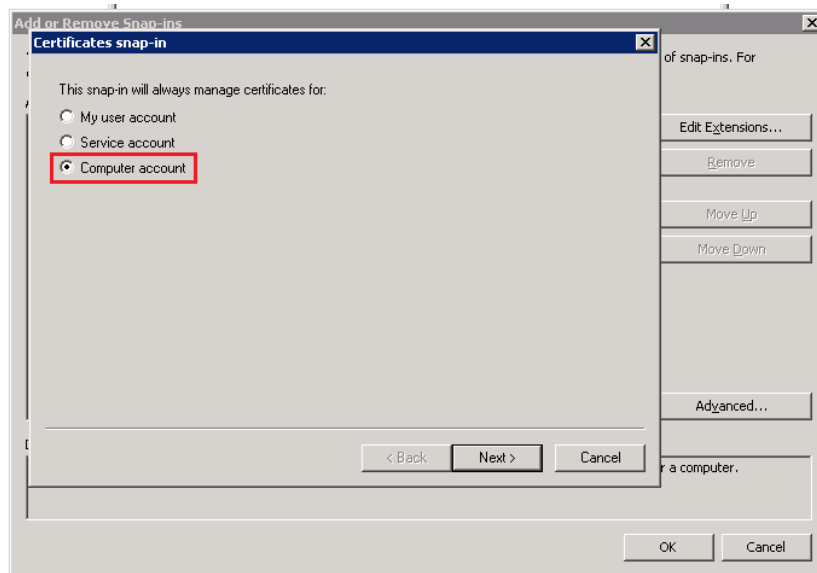 Add or Remove Snap-ins
Certificates snap-in
of snap-ins. For
This snap-in will always manage certificates for:
My user account
Service account
Computer account
Edit Extensions...
Remove
Move Up
Move Down
Advanced...
< Back
Next >
Cancel
r a computer.
OK
Cancel